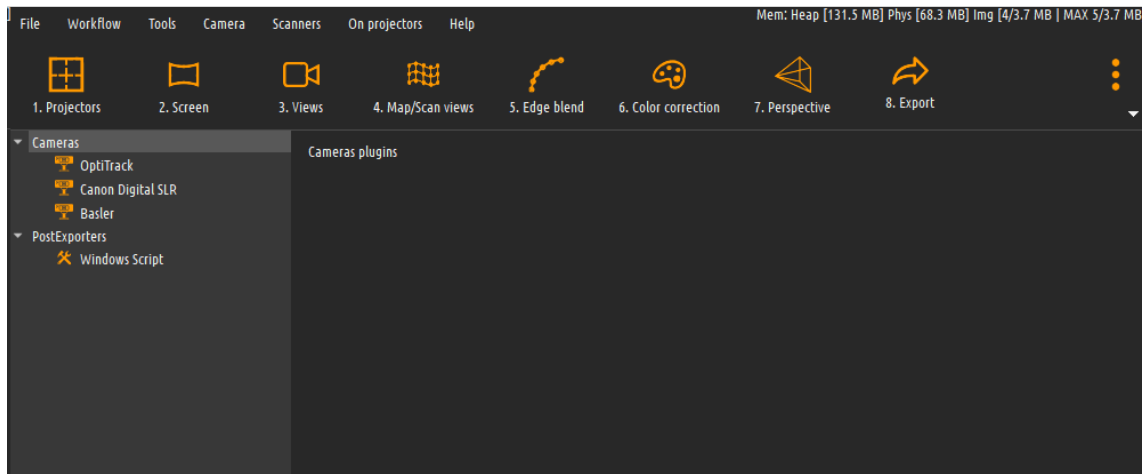 File Workflow Tools Camera Scanners On projectors Help
Mem: Heap [131.5 MB] Phys [68.3 MB] Img [4/3.7 MB | MAX 5/3.7 MB
1. Projectors 2. Screen 3. Views 4. Map/Scan views 5. Edge blend 6. Color correction 7. Perspective 8. Export
Cameras
OptiTrack
Canon Digital SLR
Basler
PostExporters
Windows Script
Cameras plugins